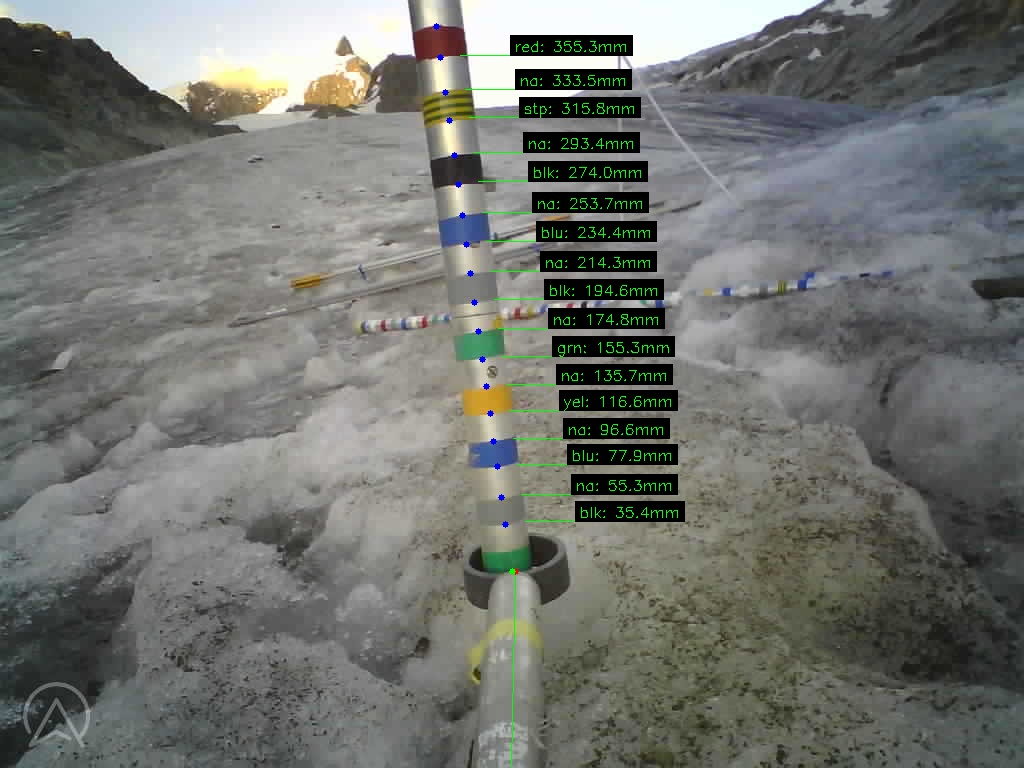 red: 355.3mm
na: 333.5mm
stp: 315.8mm
na: 293.4mm
blk: 274.0mm
na: 253.7mm
blu: 234.4mm
na: 214.3mm
blk: 194.6mm
na: 174.8mm
grn: 155.3mm
na: 135.7mm
yel: 116.6mm
na: 96.6mm
blu: 77.9mm
na: 55.3mm
blk: 35.4mm